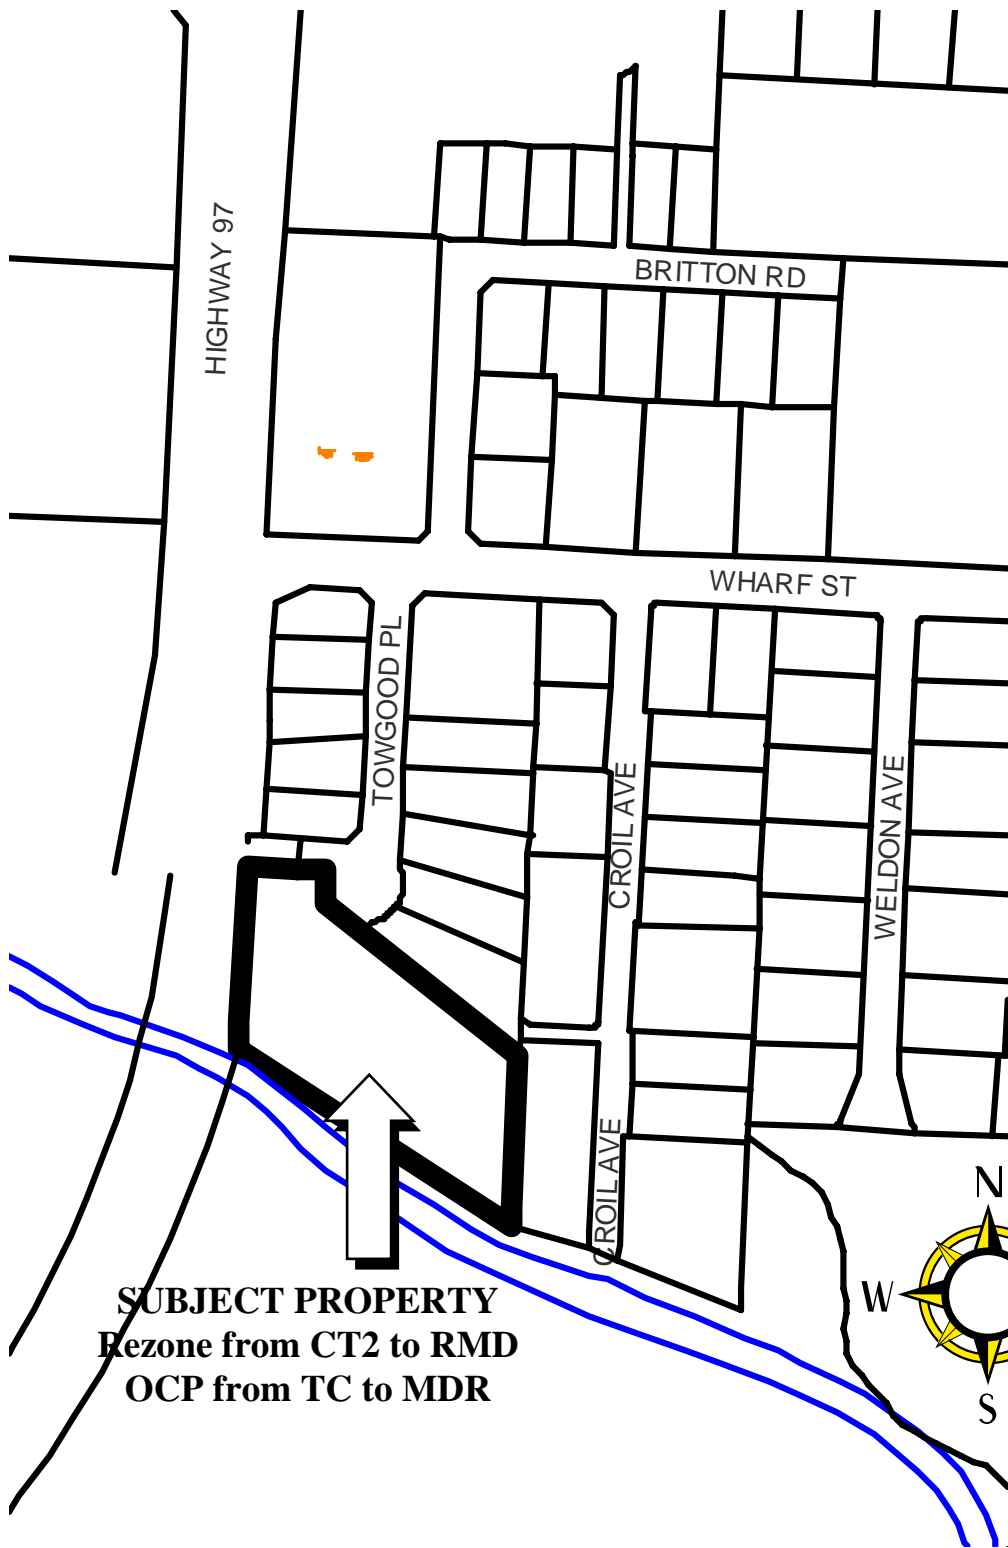 HIGHWAY 97
BRITTON RD
WHARF ST
TOWGOOD PL
CROIL AVE
WELDON AVE
CROIL AVE
N
W
S
SUBJECT PROPERTY
Rezone from CT2 to RMD
OCP from TC to MDR